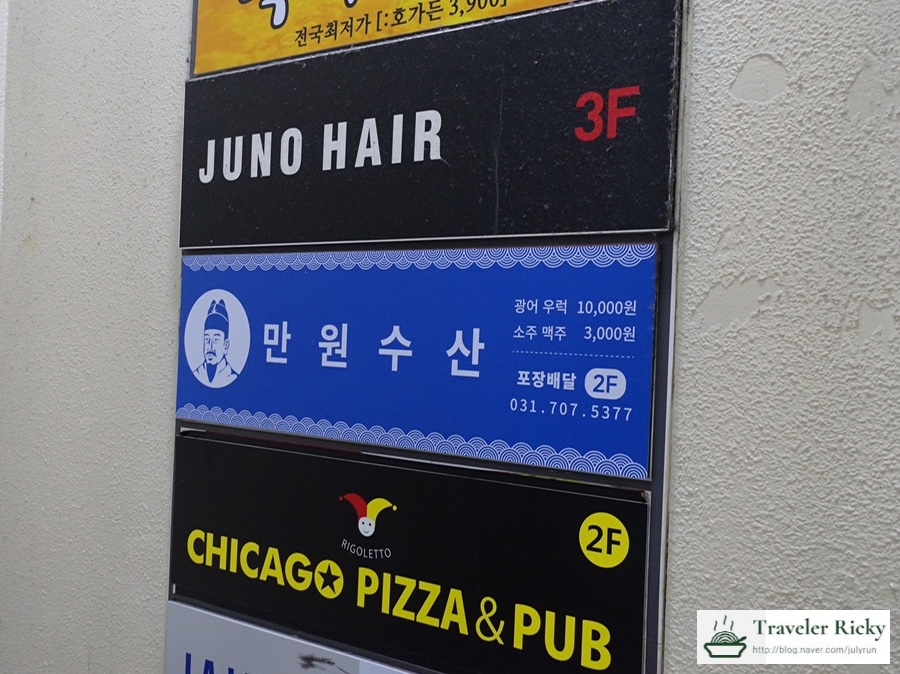 전국최저가 [:호가든 3,900]
JUNO HAIR
3F
만원수산
광어 우럭 10,000원
소주 맥주 3,000원
포장배달 2F
031.707.5377
RIGOLETTO
2F
CHICAGO PIZZA & PUB
Traveler Ricky
http://blog.naver.com/julyrun